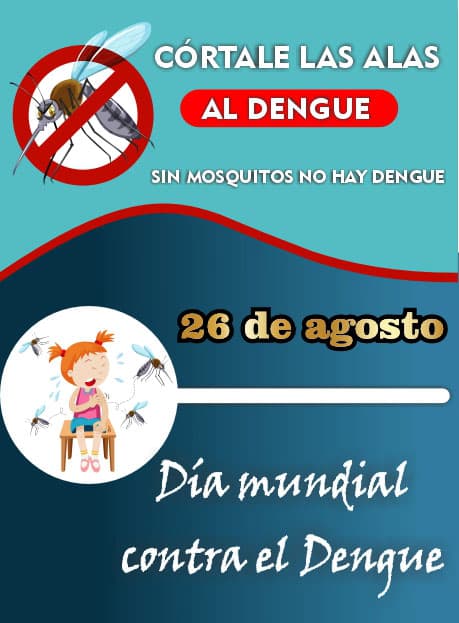 CÓRTALE LAS ALAS
AL DENGUE
SIN MOSQUITOS NO HAY DENGUE
26 de agosto
Día mundial
contra el Dengue